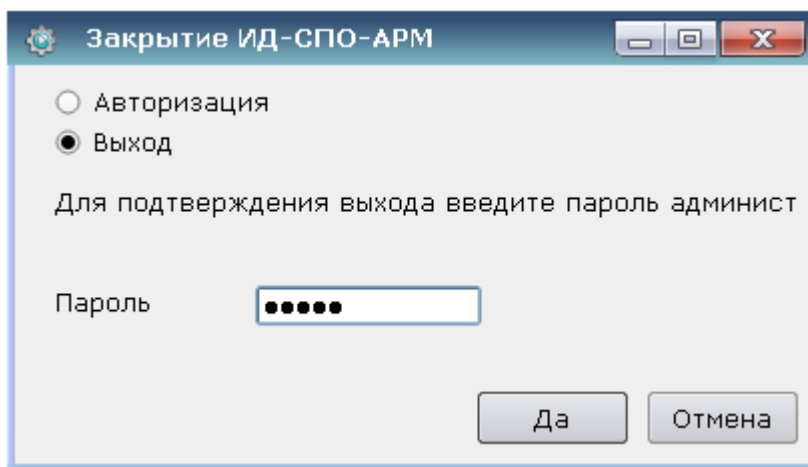 Закрытие ИД-СПО-АРМ
Авторизация
Выход
Для подтверждения выхода введите пароль админист
Пароль
●●●●●
Да Отмена